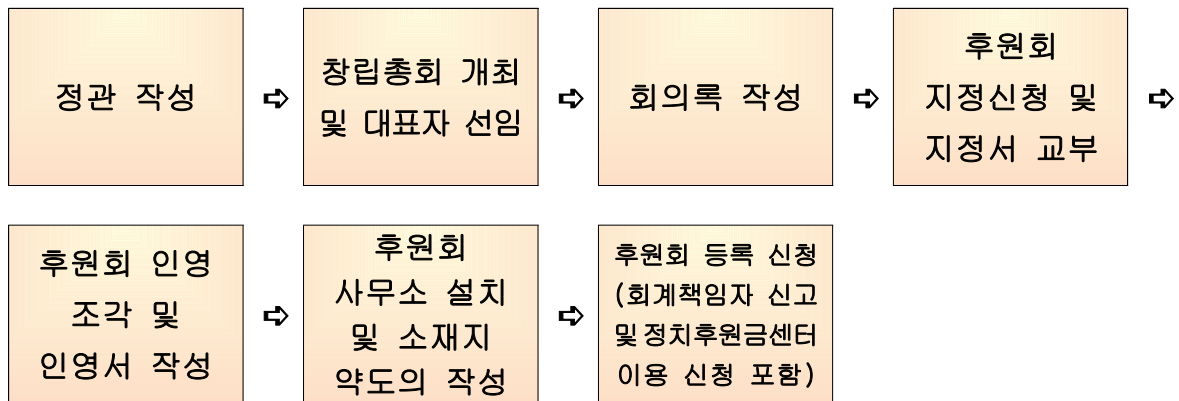 정관 작성
창립총회 개최
및 대표자 선임
회의록 작성
후원회
지정신청 및
지정서 교부
후원회 인영
조각 및
인영서 작성
후원회
사무소 설치
및 소재지
약도의 작성
후원회 등록 신청
(회계책임자 신고
및 정치후원금센터
이용 신청 포함)